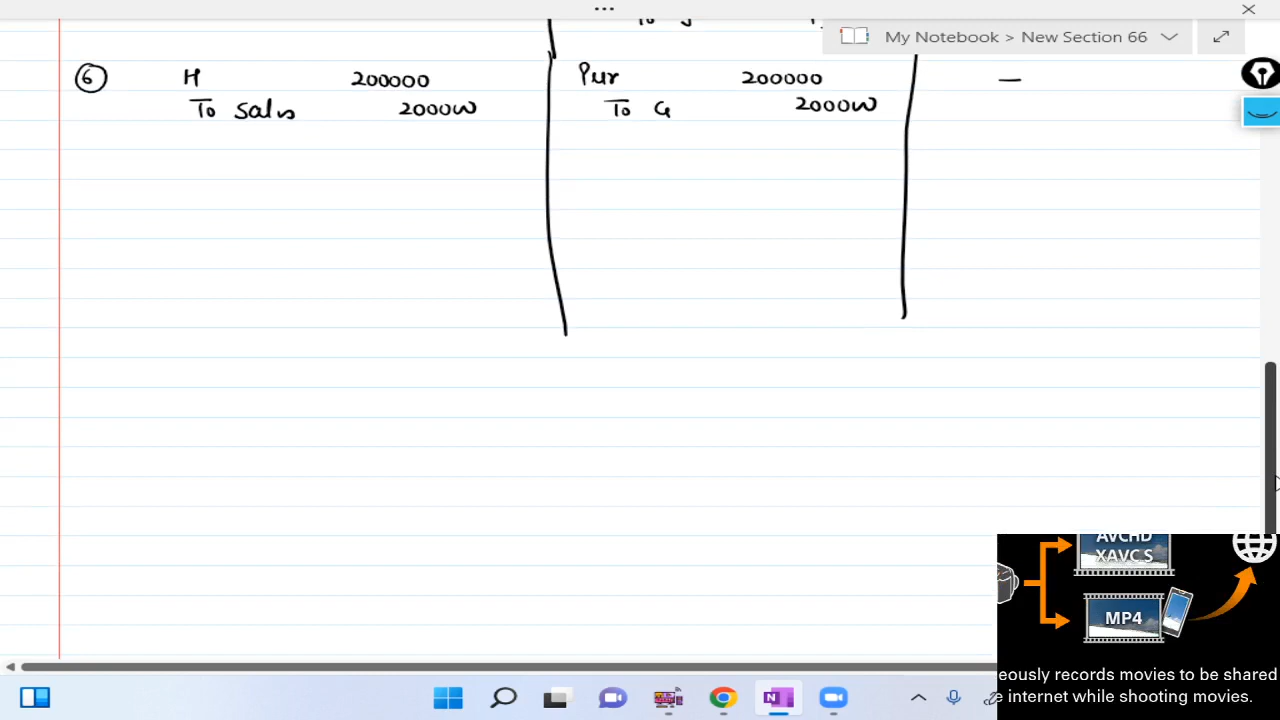 ...
My Notebook > New Section 66
6 H 200000 Pur 200000 —
To Sales 200000 To G 200000
AVCHD
XAVC S
MP4
eously records movies to be shared
e internet while shooting movies.